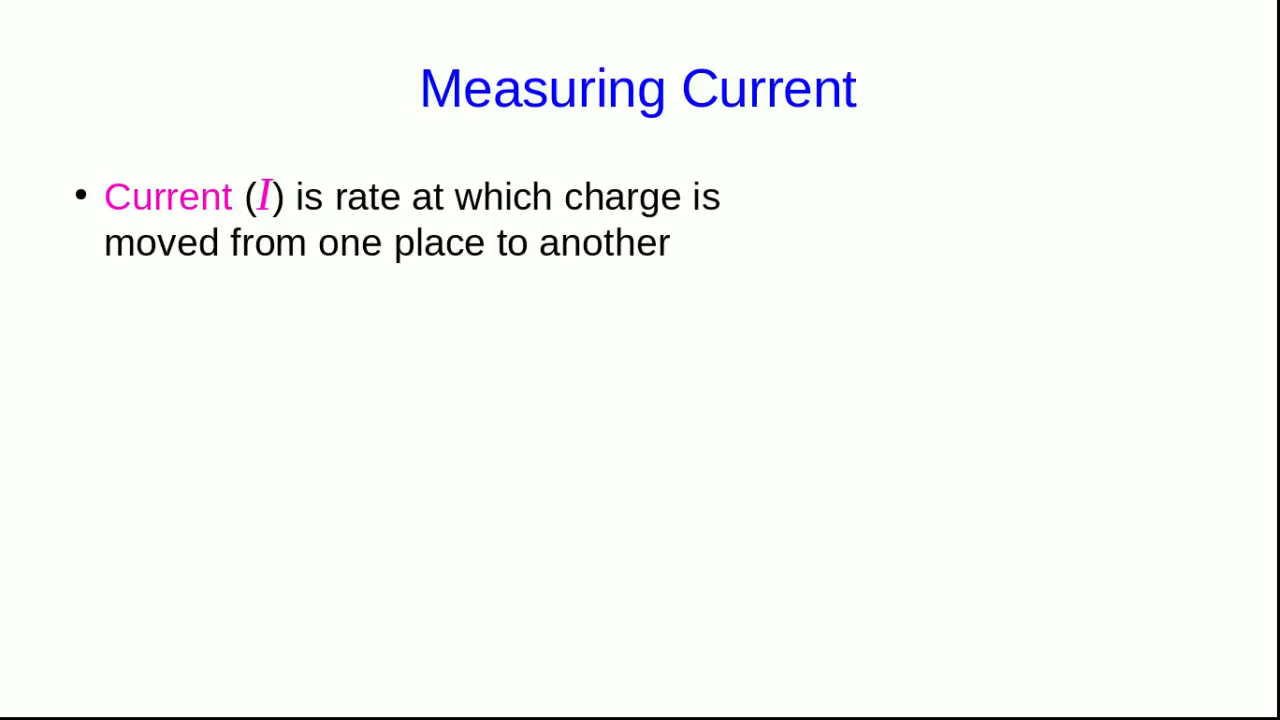 Measuring Current
• Current (I) is rate at which charge is
moved from one place to another